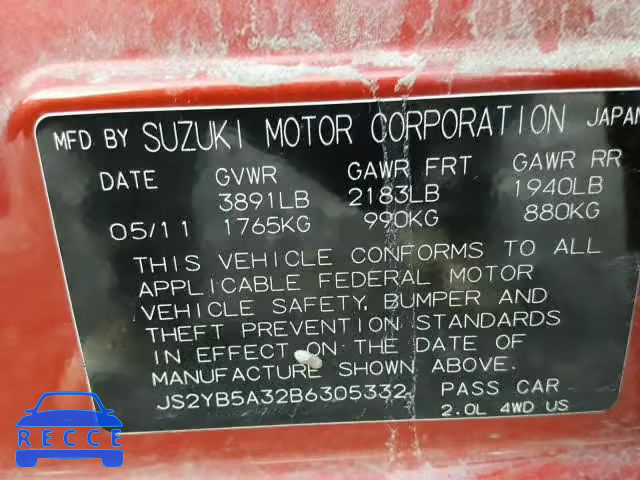 MFD BY SUZUKI MOTOR CORPORATION JAPAN
DATE GVWR GAWR FRT GAWR RR
3891LB 2183LB 1940LB
05/11 1765KG 990KG 880KG
THIS VEHICLE CONFORMS TO ALL
APPLICABLE FEDERAL MOTOR
VEHICLE SAFETY, BUMPER AND
THEFT PREVENTION STANDARDS
IN EFFECT ON THE DATE OF
MANUFACTURE SHOWN ABOVE.
JS2YB5A32B6305332 PASS CAR
2.0L 4WD US
RECCE